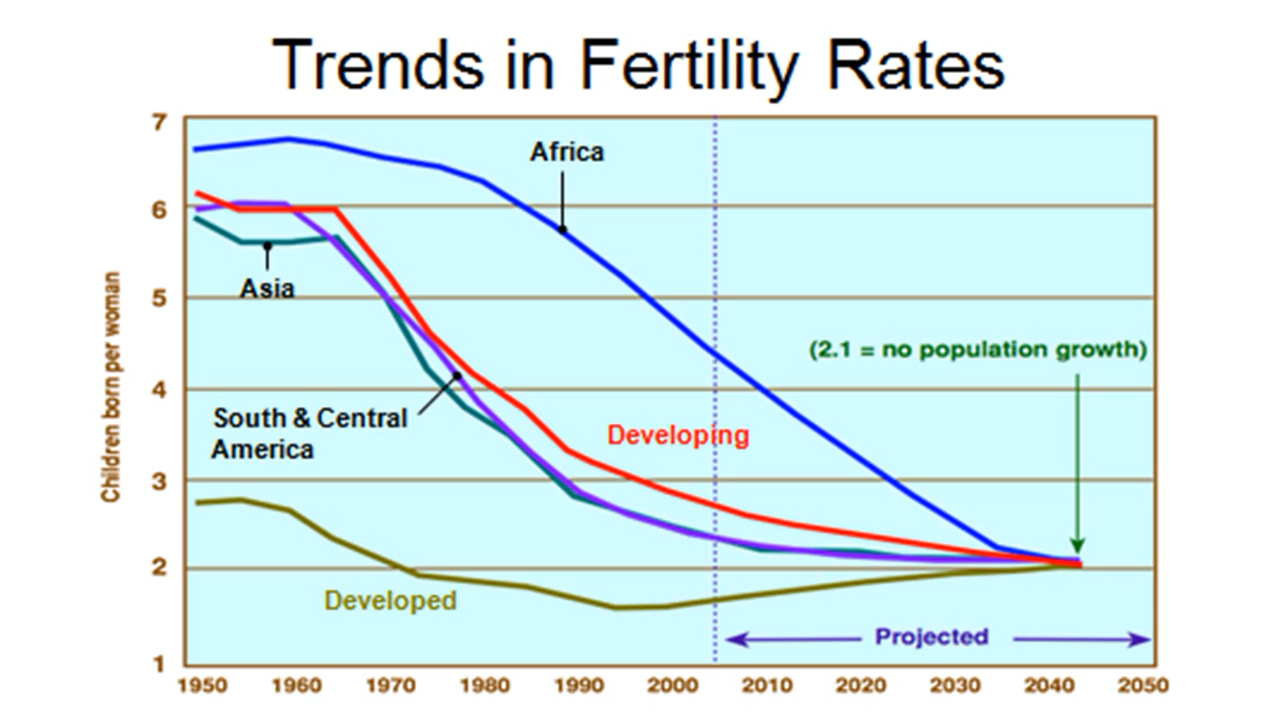 Trends in Fertility Rates
7
6
5
4
3
2
1
Children born per woman
Africa
Asia
(2.1 = no population growth)
South & Central
America
Developing
Developed
Projected
1950 1960 1970 1980 1990 2000 2010 2020 2030 2040 2050